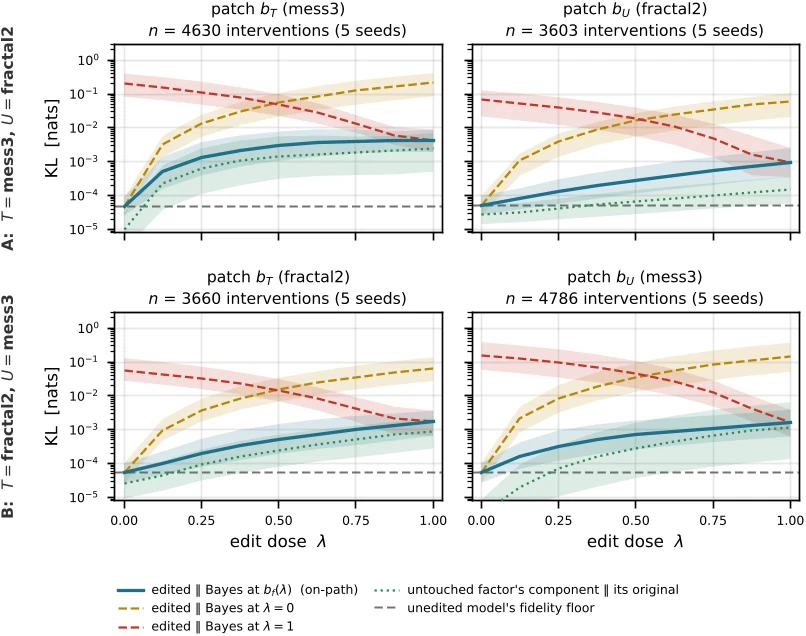 patch b_T (mess3)
n = 4630 interventions (5 seeds)
patch b_U (fractal2)
n = 3603 interventions (5 seeds)
A: T = mess3, U = fractal2
KL [nats]
10⁰
10⁻¹
10⁻²
10⁻³
10⁻⁴
10⁻⁵
patch b_T (fractal2)
n = 3660 interventions (5 seeds)
patch b_U (mess3)
n = 4786 interventions (5 seeds)
B: T = fractal2, U = mess3
KL [nats]
10⁰
10⁻¹
10⁻²
10⁻³
10⁻⁴
10⁻⁵
0.00 0.25 0.50 0.75 1.00
0.00 0.25 0.50 0.75 1.00
edit dose λ
edit dose λ
edited ∥ Bayes at b_f(λ) (on-path)
edited ∥ Bayes at λ = 0
edited ∥ Bayes at λ = 1
untouched factor's component ∥ its original
unedited model's fidelity floor